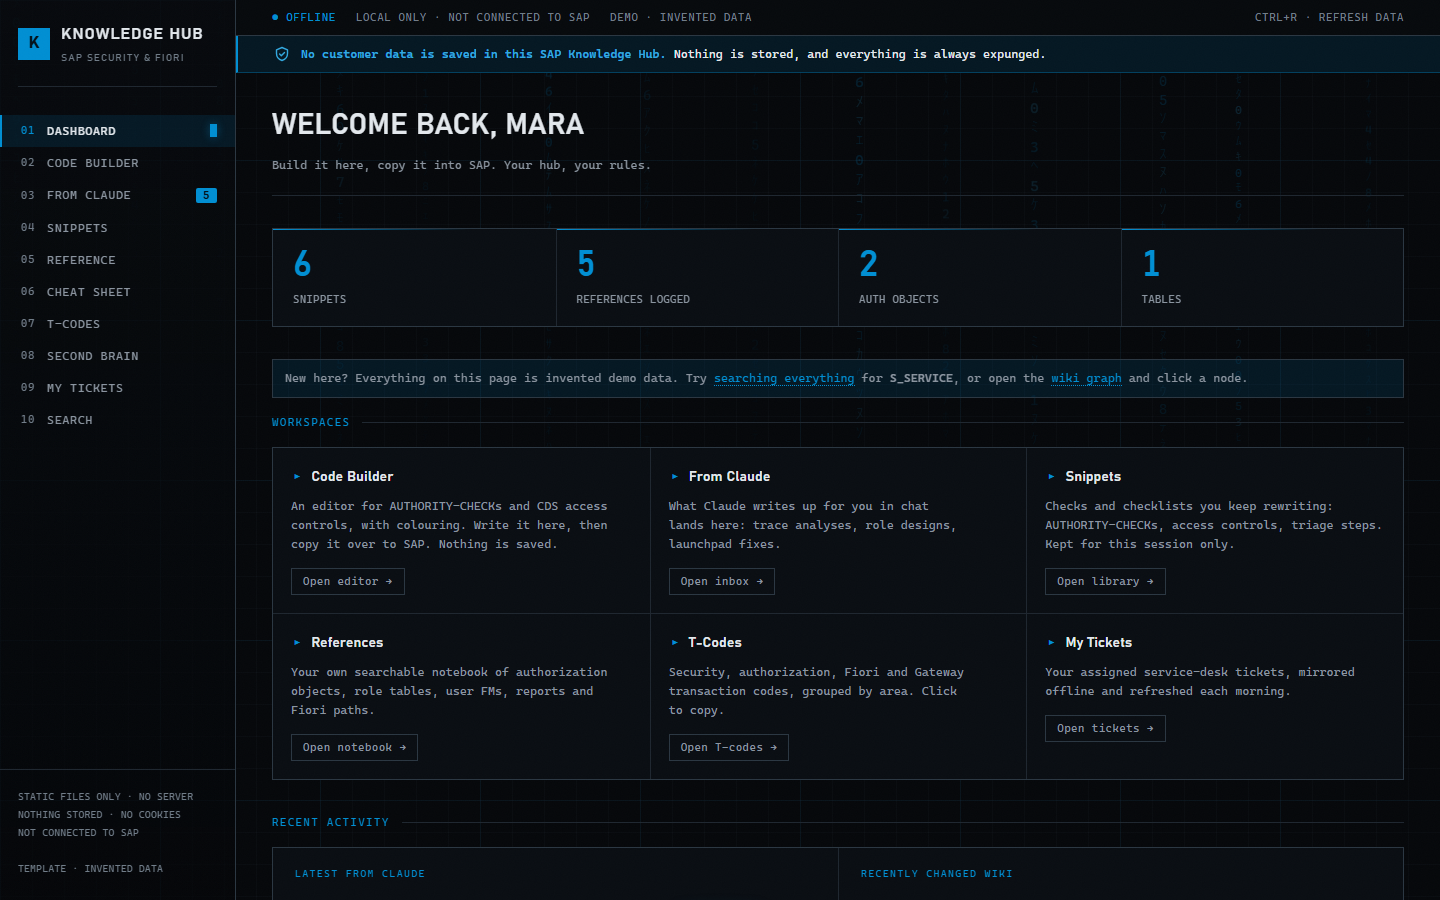 K
KNOWLEDGE HUB
SAP SECURITY & FIORI
01 DASHBOARD
02 CODE BUILDER
03 FROM CLAUDE 5
04 SNIPPETS
05 REFERENCE
06 CHEAT SHEET
07 T-CODES
08 SECOND BRAIN
09 MY TICKETS
10 SEARCH
STATIC FILES ONLY · NO SERVER
NOTHING STORED · NO COOKIES
NOT CONNECTED TO SAP
TEMPLATE · INVENTED DATA
● OFFLINE LOCAL ONLY · NOT CONNECTED TO SAP DEMO · INVENTED DATA CTRL+R · REFRESH DATA
No customer data is saved in this SAP Knowledge Hub. Nothing is stored, and everything is always expunged.
WELCOME BACK, MARA
Build it here, copy it into SAP. Your hub, your rules.
6 5 2 1
SNIPPETS REFERENCES LOGGED AUTH OBJECTS TABLES
New here? Everything on this page is invented demo data. Try searching everything for S_SERVICE, or open the wiki graph and click a node.
WORKSPACES
► Code Builder
An editor for AUTHORITY-CHECKs and CDS access
controls, with colouring. Write it here, then
copy it over to SAP. Nothing is saved.
Open editor →
► From Claude
What Claude writes up for you in chat
lands here: trace analyses, role designs,
launchpad fixes.
Open inbox →
► Snippets
Checks and checklists you keep rewriting:
AUTHORITY-CHECKs, access controls, triage steps.
Kept for this session only.
Open library →
► References
Your own searchable notebook of authorization
objects, role tables, user FMs, reports and
Fiori paths.
Open notebook →
► T-Codes
Security, authorization, Fiori and Gateway
transaction codes, grouped by area. Click
to copy.
Open T-codes →
► My Tickets
Your assigned service-desk tickets, mirrored
offline and refreshed each morning.
Open tickets →
RECENT ACTIVITY
LATEST FROM CLAUDE RECENTLY CHANGED WIKI